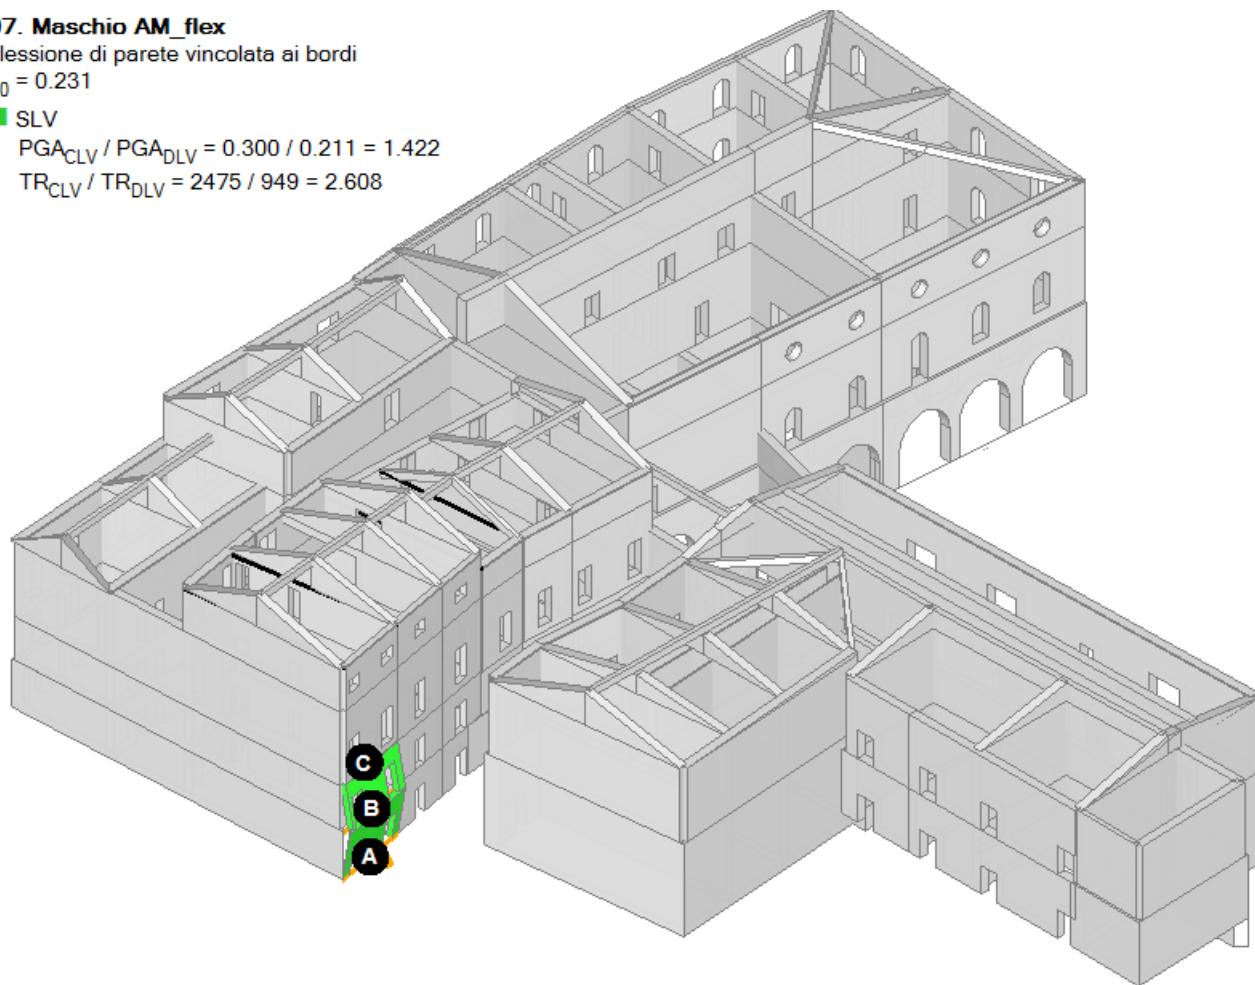 07. Maschio AM_flex
lessione di parete vincolata ai bordi
0 = 0.231
SLV
PGACLV / PGADLV = 0.300 / 0.211 = 1.422
TRCLV / TRDLV = 2475 / 949 = 2.608
C
B
A